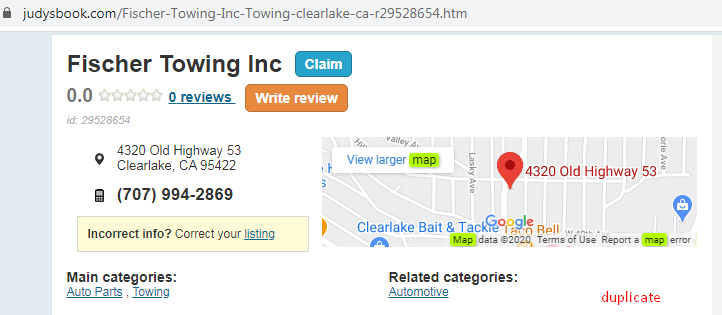 judysbook.com/Fischer-Towing-Inc-Towing-clearlake-ca-r29528654.htm
Fischer Towing Inc Claim
0.0 0 reviews Write review
id: 29528654
4320 Old Highway 53
Clearlake, CA 95422
(707) 994-2869
Incorrect info? Correct your listing
Valley Ave
View larger map
Lasky Ave
4320 Old Highway 53
Google
Clearlake Bait & Tackle
Taco Bell
W 40th Ave
Map data ©2020 Terms of Use Report a map error
Main categories:
Auto Parts , Towing
Related categories:
Automotive
duplicate